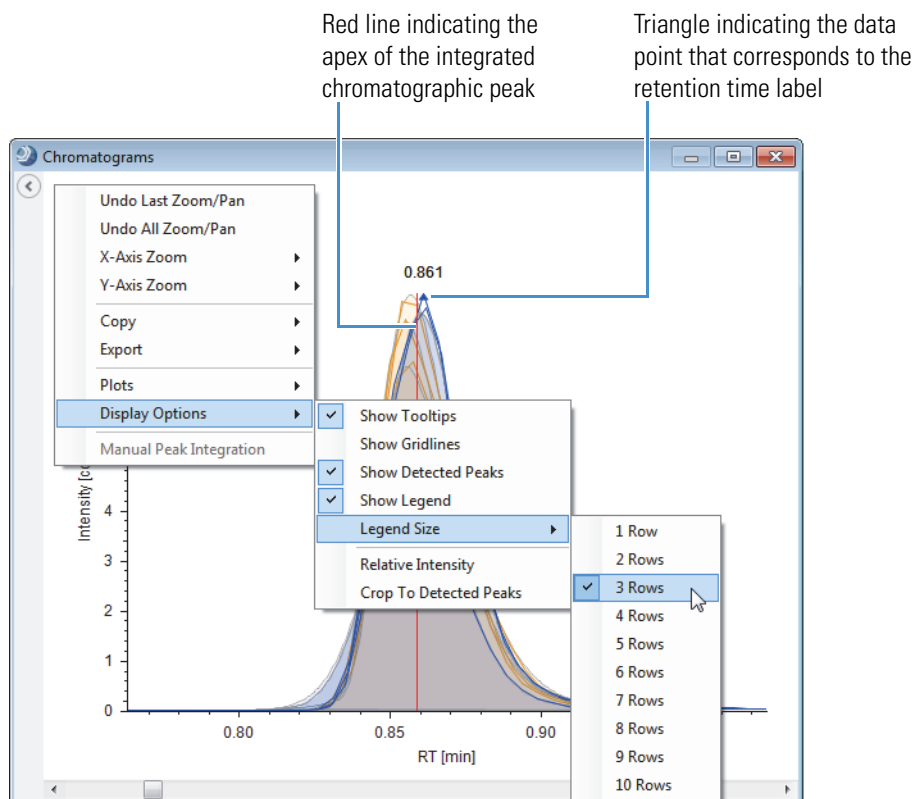 Red line indicating the
apex of the integrated
chromatographic peak
Triangle indicating the data
point that corresponds to the
retention time label
Chromatograms
Undo Last Zoom/Pan
Undo All Zoom/Pan
X-Axis Zoom
Y-Axis Zoom
Copy
Export
Plots
Display Options
Manual Peak Integration
0.861
Show Tooltips
Show Gridlines
Show Detected Peaks
Show Legend
Legend Size
Relative Intensity
Crop To Detected Peaks
1 Row
2 Rows
3 Rows
4 Rows
5 Rows
6 Rows
7 Rows
8 Rows
9 Rows
10 Rows
Intensity
4
3
2
1
0
0.80
0.85
0.90
RT [min]